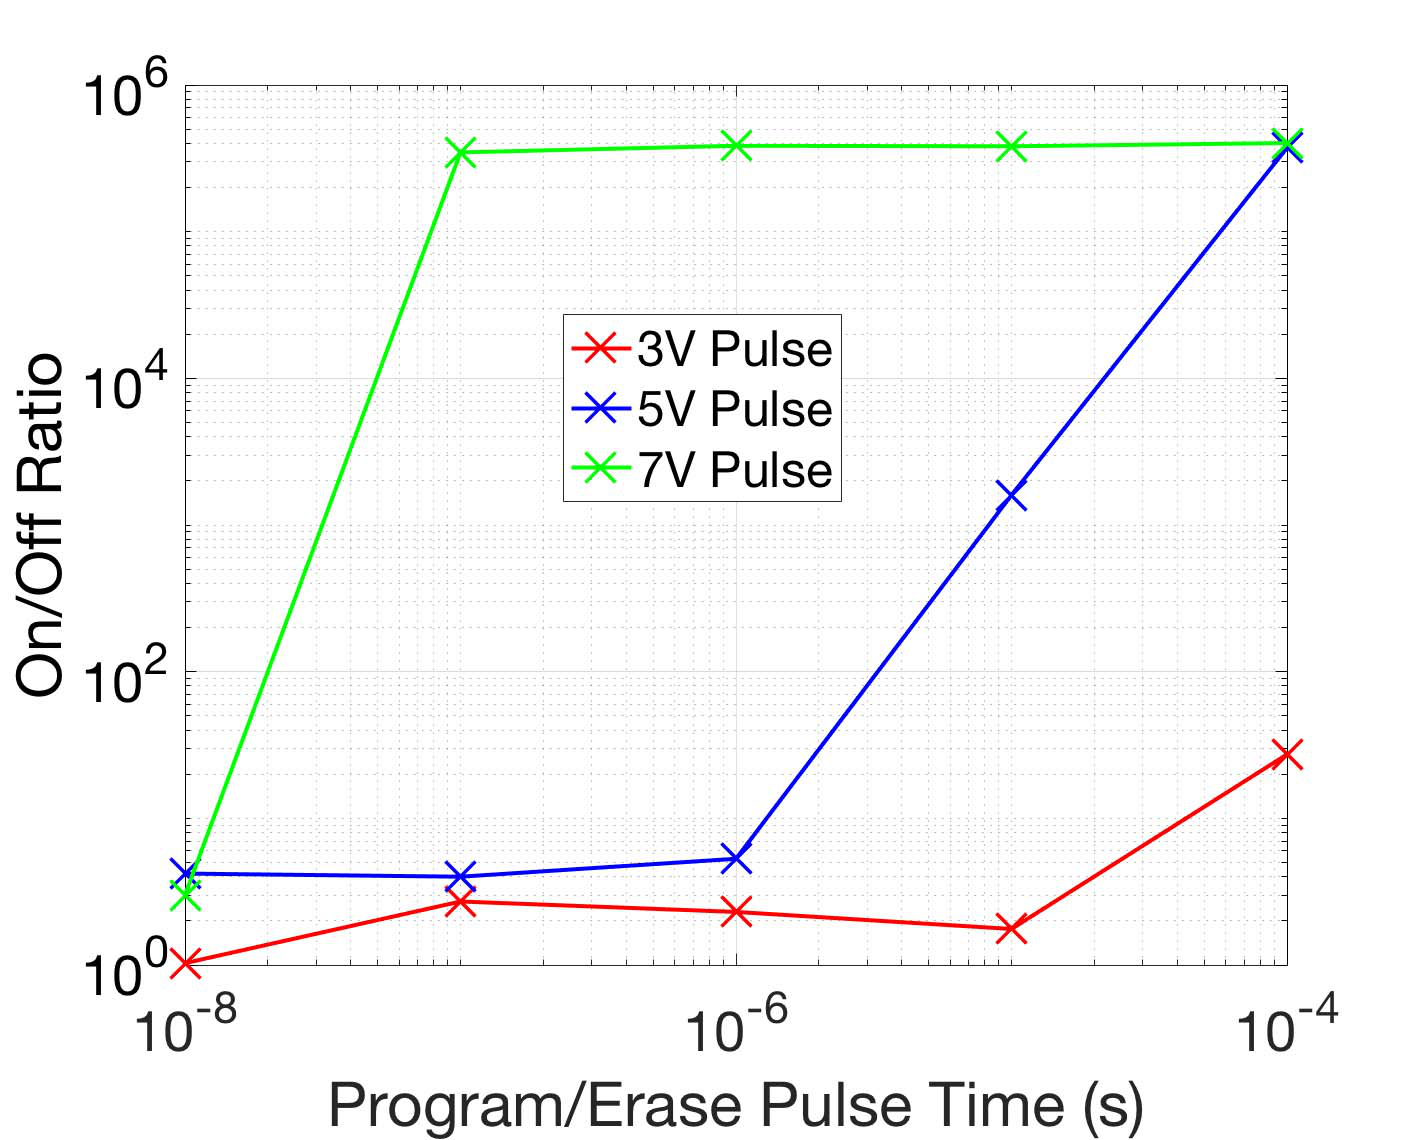 On/Off Ratio
10^6
10^4
10^2
10^0
3V Pulse
5V Pulse
7V Pulse
10^-8 10^-6 10^-4
Program/Erase Pulse Time (s)